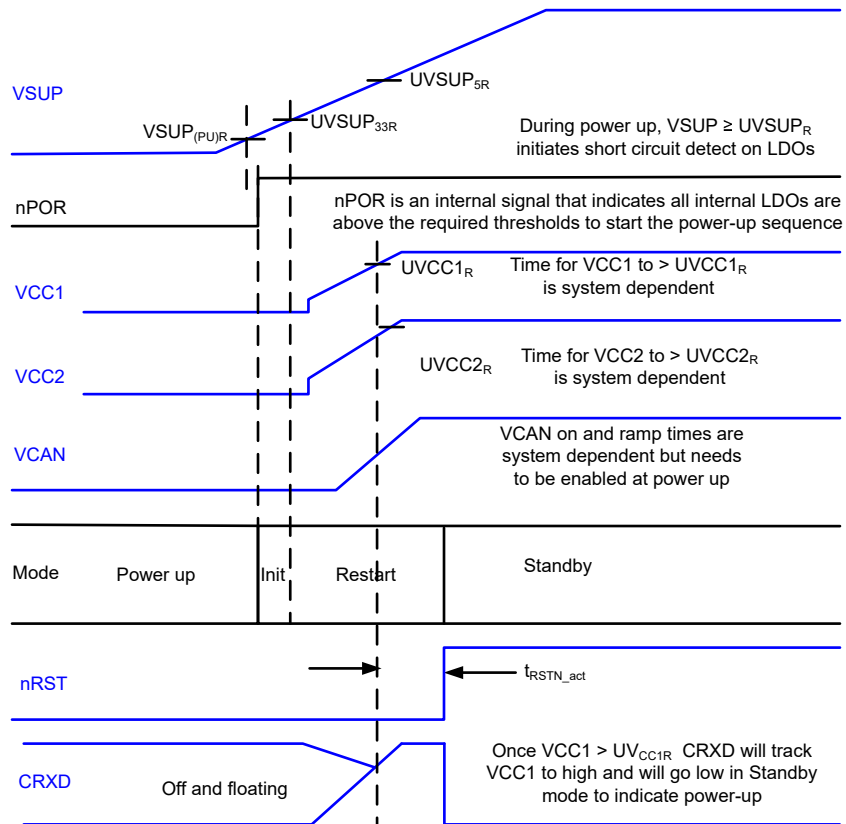 VSUP
VSUP(PU)R
UVSUP33R
UVSUP5R
During power up, VSUP ≥ UVSUPR
initiates short circuit detect on LDOs
nPOR
nPOR is an internal signal that indicates all internal LDOs are
above the required thresholds to start the power-up sequence
VCC1
UVCC1R
Time for VCC1 to > UVCC1R
is system dependent
VCC2
UVCC2R
Time for VCC2 to > UVCC2R
is system dependent
VCAN
VCAN on and ramp times are
system dependent but needs
to be enabled at power up
Mode
Power up
Init
Restart
Standby
nRST
tRSTN_act
CRXD
Off and floating
Once VCC1 > UVCC1R CRXD will track
VCC1 to high and will go low in Standby
mode to indicate power-up